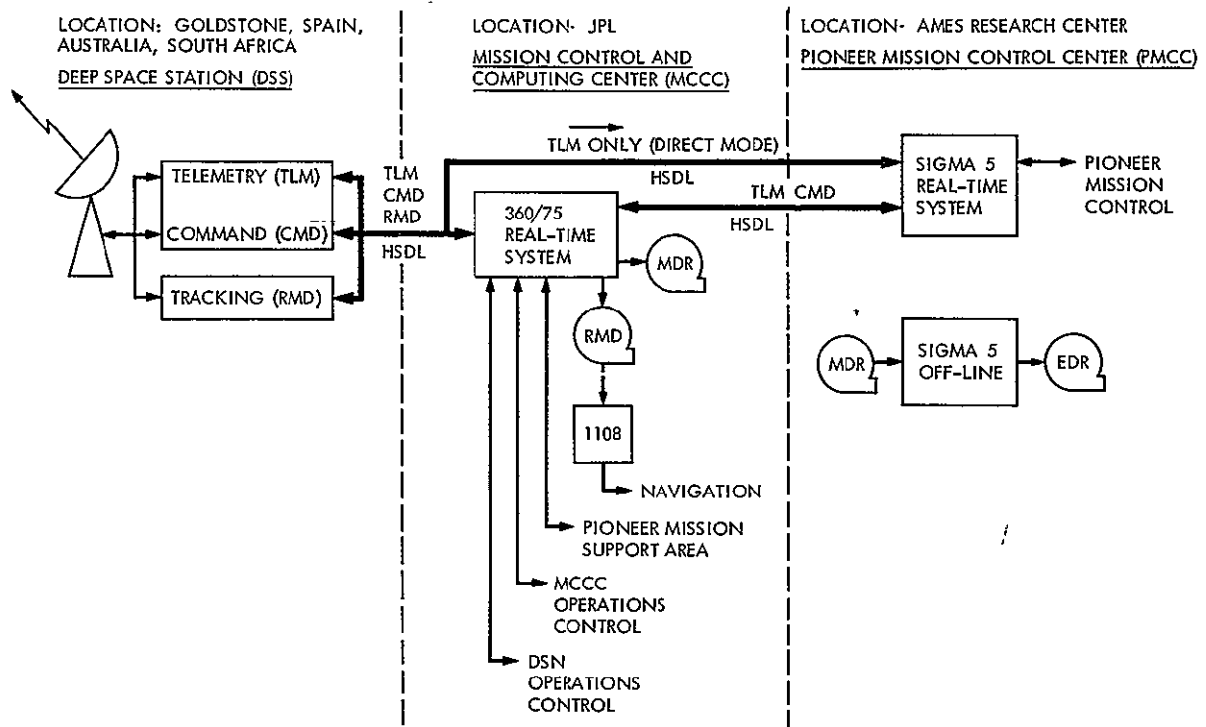 LOCATION: GOLDSTONE, SPAIN,
AUSTRALIA, SOUTH AFRICA
DEEP SPACE STATION (DSS)
TELEMETRY (TLM)
COMMAND (CMD)
TRACKING (RMD)
TLM
CMD
RMD
HSDL
LOCATION- JPL
MISSION CONTROL AND
COMPUTING CENTER (MCCC)
TLM ONLY (DIRECT MODE)
HSDL
TLM CMD
HSDL
360/75
REAL-TIME
SYSTEM
MDR
RMD
1108
NAVIGATION
PIONEER MISSION
SUPPORT AREA
MCCC
OPERATIONS
CONTROL
DSN
OPERATIONS
CONTROL
LOCATION- AMES RESEARCH CENTER
PIONEER MISSION CONTROL CENTER (PMCC)
SIGMA 5
REAL-TIME
SYSTEM
PIONEER
MISSION
CONTROL
MDR
SIGMA 5
OFF-LINE
EDR